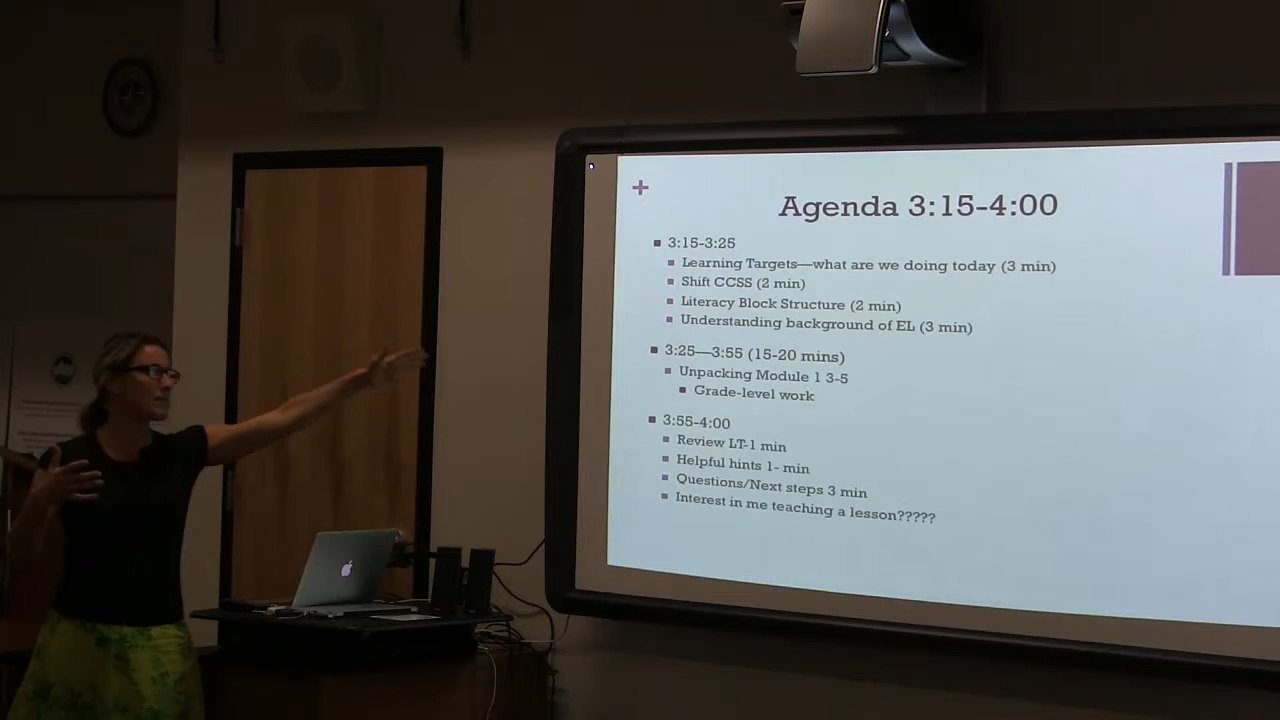 +
Agenda 3:15-4:00
3:15-3:25
Learning Targets—what are we doing today (3 min)
Shift CCSS (2 min)
Literacy Block Structure (2 min)
Understanding background of EL (3 min)
3:25—3:55 (15-20 mins)
Unpacking Module 1 3-5
Grade-level work
3:55-4:00
Review LT-1 min
Helpful hints 1- min
Questions/Next steps 3 min
Interest in me teaching a lesson?????